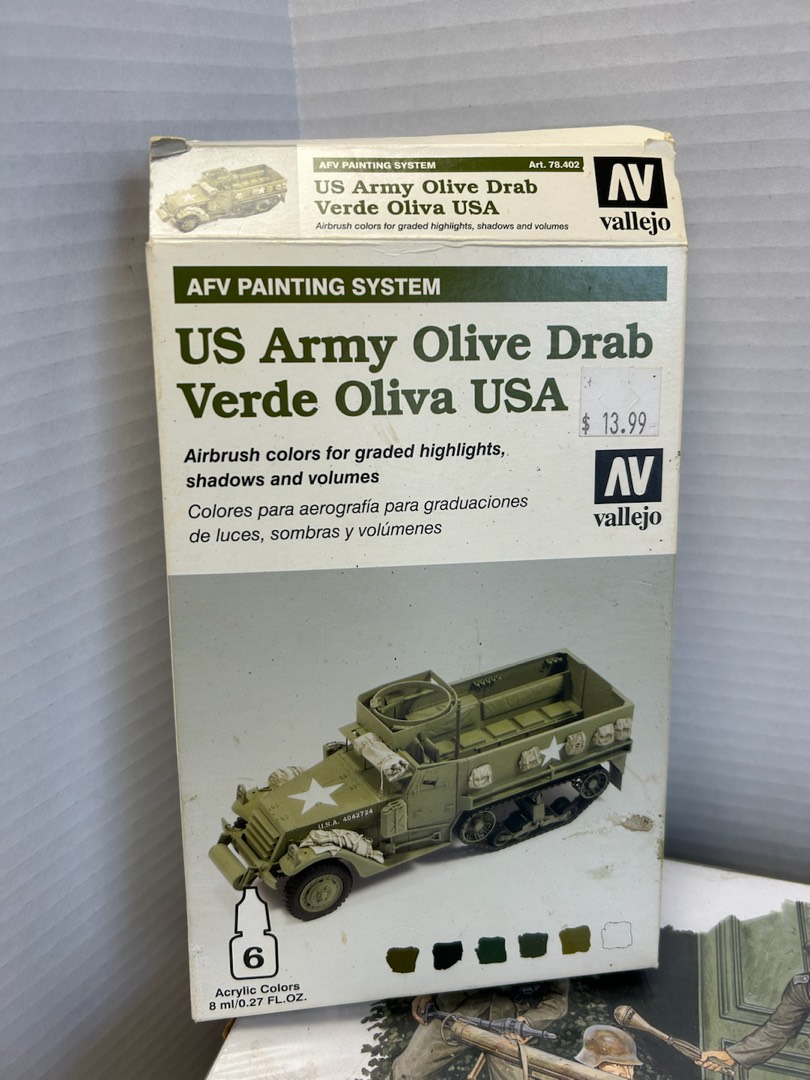 AFV PAINTING SYSTEM
Art. 78.402
US Army Olive Drab
Verde Oliva USA
Airbrush colors for graded highlights, shadows and volumes
AV
vallejo
AFV PAINTING SYSTEM
US Army Olive Drab
Verde Oliva USA
$ 13.99
Airbrush colors for graded highlights,
shadows and volumes
Colores para aerografía para graduaciones
de luces, sombras y volúmenes
AV
vallejo
U.S.A. 4042724
6
Acrylic Colors
8 ml/0.27 FL.OZ.